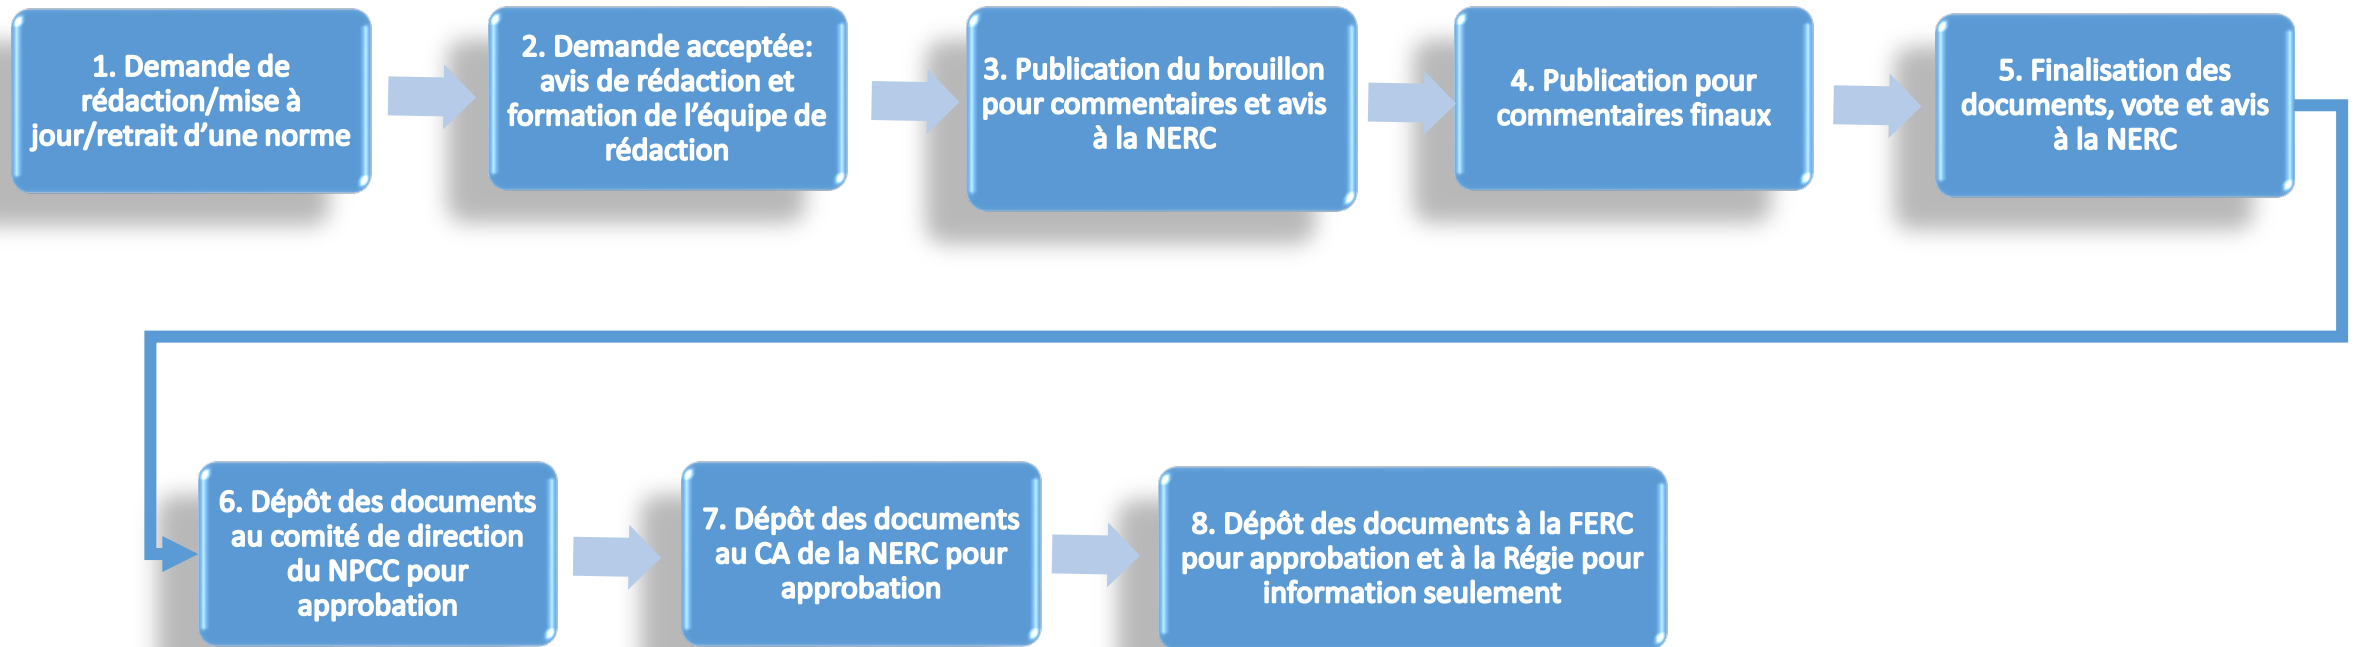 1. Demande de
rédaction/mise à
jour/retrait d’une norme
2. Demande acceptée:
avis de rédaction et
formation de l’équipe de
rédaction
3. Publication du brouillon
pour commentaires et avis
à la NERC
4. Publication pour
commentaires finaux
5. Finalisation des
documents, vote et avis
à la NERC
6. Dépôt des documents
au comité de direction
du NPCC pour
approbation
7. Dépôt des documents
au CA de la NERC pour
approbation
8. Dépôt des documents à la FERC
pour approbation et à la Régie pour
information seulement